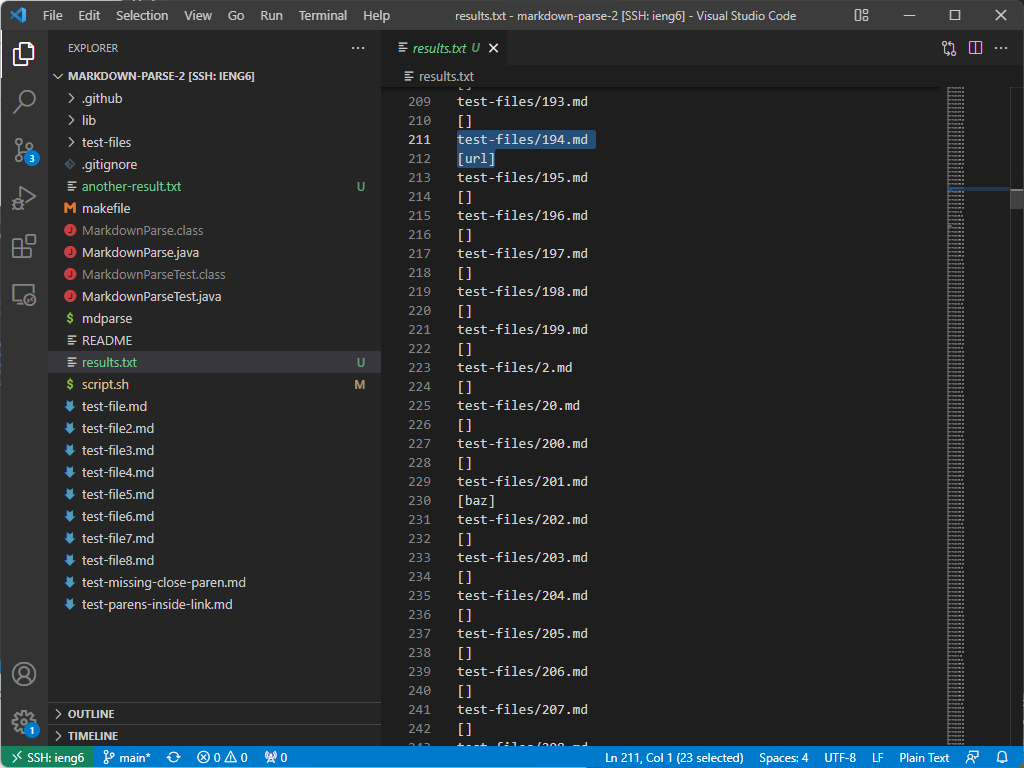 File Edit Selection View Go Run Terminal Help results.txt - markdown-parse-2 [SSH: ieng6] - Visual Studio Code
EXPLORER
MARKDOWN-PARSE-2 [SSH: IENG6]
.github
lib
test-files
.gitignore
another-result.txt U
makefile
MarkdownParse.class
MarkdownParse.java
MarkdownParseTest.class
MarkdownParseTest.java
mdparse
README
results.txt U
script.sh M
test-file.md
test-file2.md
test-file3.md
test-file4.md
test-file5.md
test-file6.md
test-file7.md
test-file8.md
test-missing-close-paren.md
test-parens-inside-link.md
OUTLINE
TIMELINE
3
1
results.txt U
results.txt
209 test-files/193.md
210 []
211 test-files/194.md
212 [url]
213 test-files/195.md
214 []
215 test-files/196.md
216 []
217 test-files/197.md
218 []
219 test-files/198.md
220 []
221 test-files/199.md
222 []
223 test-files/2.md
224 []
225 test-files/20.md
226 []
227 test-files/200.md
228 []
229 test-files/201.md
230 [baz]
231 test-files/202.md
232 []
233 test-files/203.md
234 []
235 test-files/204.md
236 []
237 test-files/205.md
238 []
239 test-files/206.md
240 []
241 test-files/207.md
242 []
243 test-files/208.md
SSH: ieng6 main* 0 0 0 Ln 211, Col 1 (23 selected) Spaces: 4 UTF-8 LF Plain Text